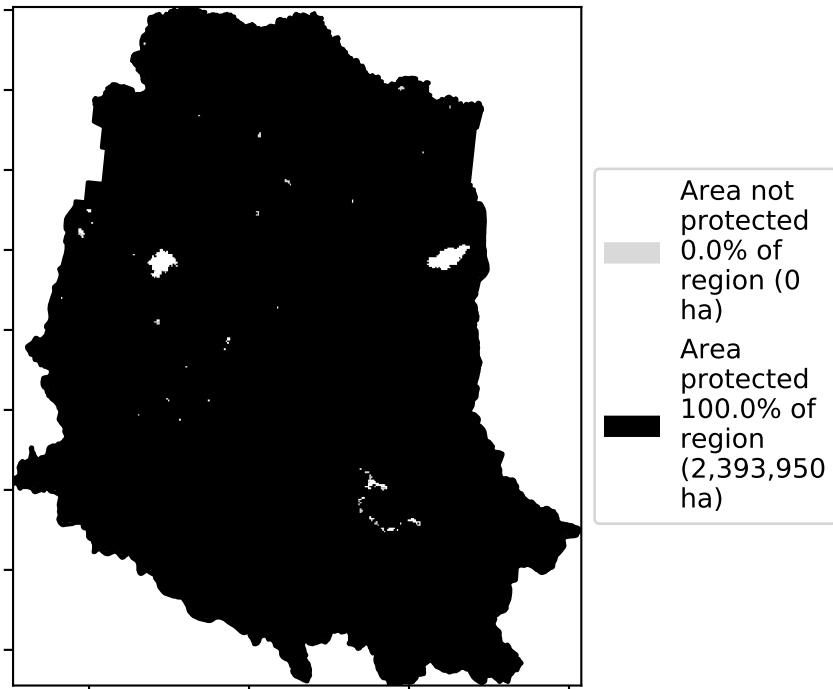 Area not
protected
0.0% of
region (0
ha)
Area
protected
100.0% of
region
(2,393,950
ha)